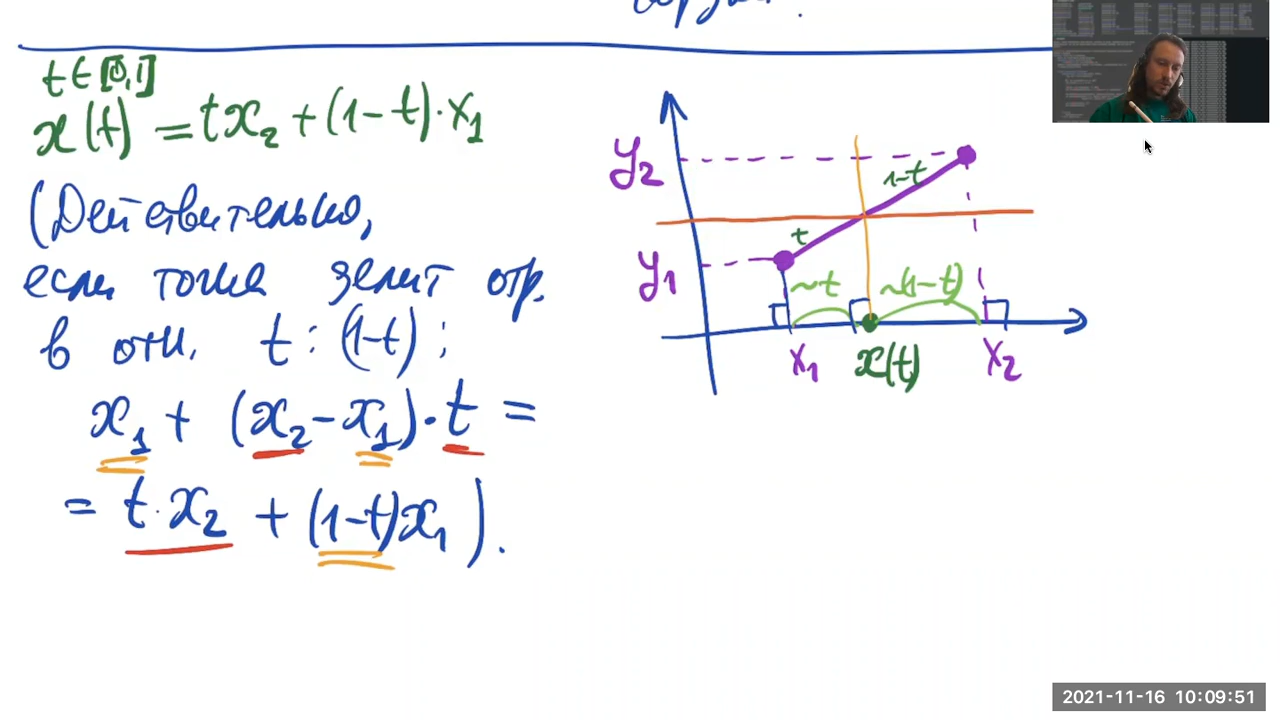 t ∈ [0,1]
x(t) = tx₂ + (1-t)·x₁
(Действительно,
если точка делит отр.
в отн. t : (1-t) :
x₁ + (x₂-x₁)·t =
= t·x₂ + (1-t)x₁).
y₂
1-t
t
y₁
~t
~(1-t)
x₁
x(t)
x₂
2021-11-16 10:09:51